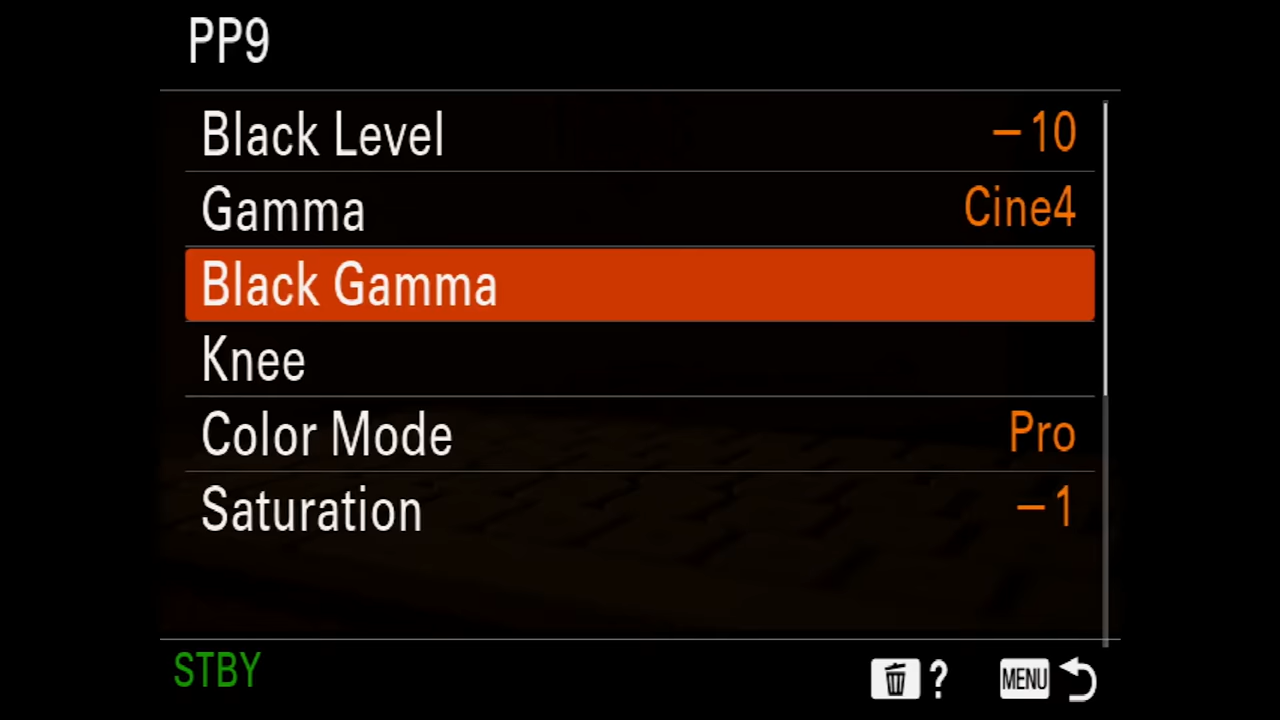 PP9
Black Level −10
Gamma Cine4
Black Gamma
Knee
Color Mode Pro
Saturation −1
STBY ? MENU